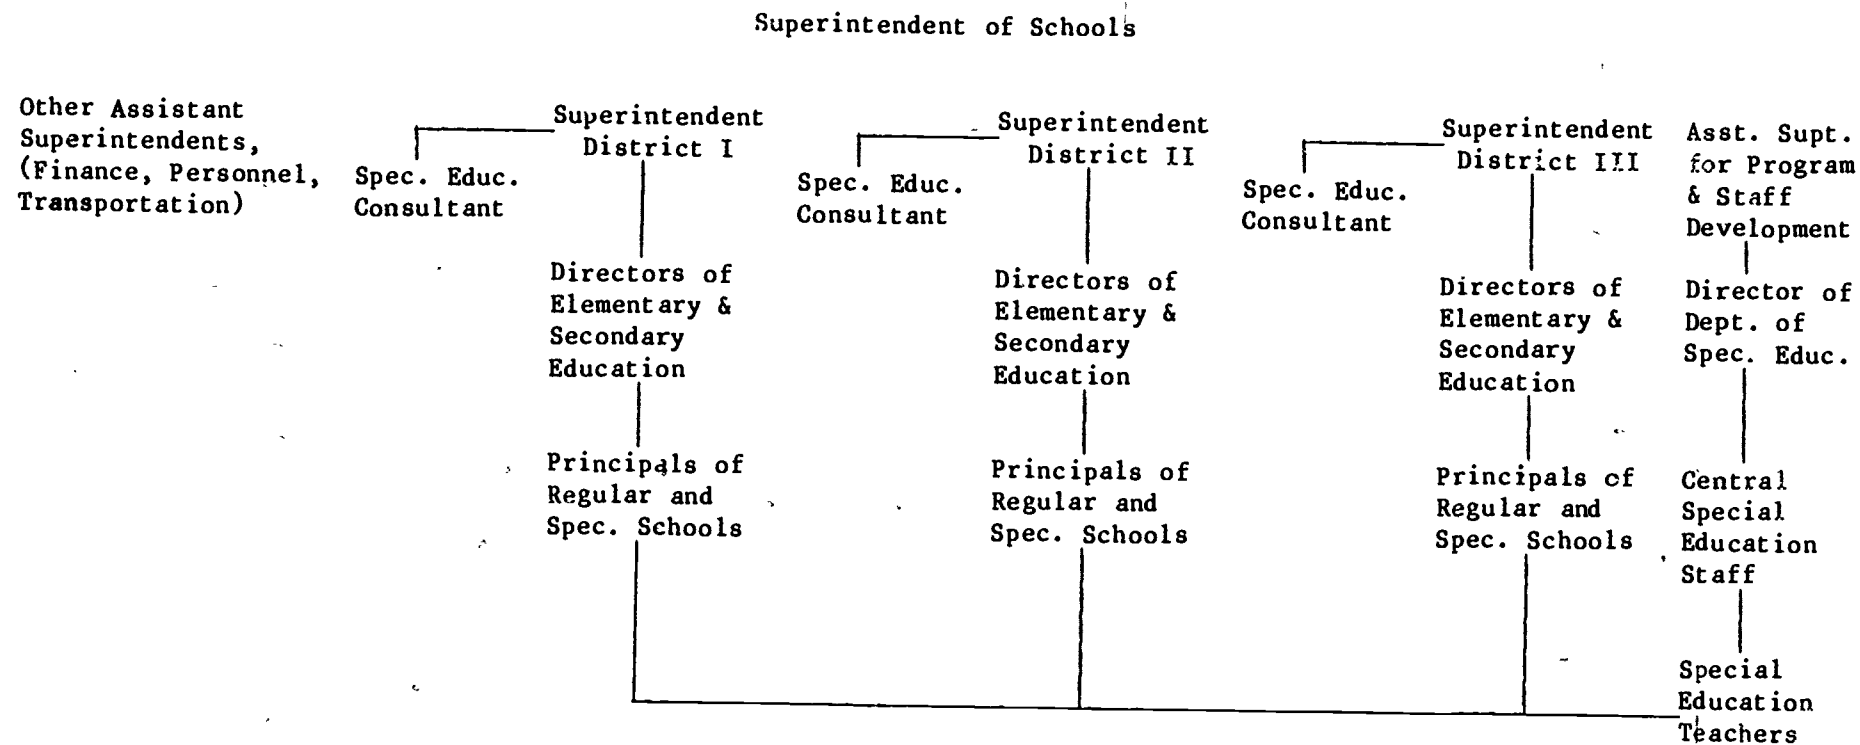 Superintendent of Schools
Other Assistant
Superintendents,
(Finance, Personnel,
Transportation)
Spec. Educ.
Consultant
Superintendent
District I
Directors of
Elementary &
Secondary
Education
Principals of
Regular and
Spec. Schools
Spec. Educ.
Consultant
Superintendent
District II
Directors of
Elementary &
Secondary
Education
Principals of
Regular and
Spec. Schools
Spec. Educ.
Consultant
Superintendent
District III
Directors of
Elementary &
Secondary
Education
Principals of
Regular and
Spec. Schools
Asst. Supt.
for Program
& Staff
Development
Director of
Dept. of
Spec. Educ.
Central
Special
Education
Staff
Special
Education
Teachers